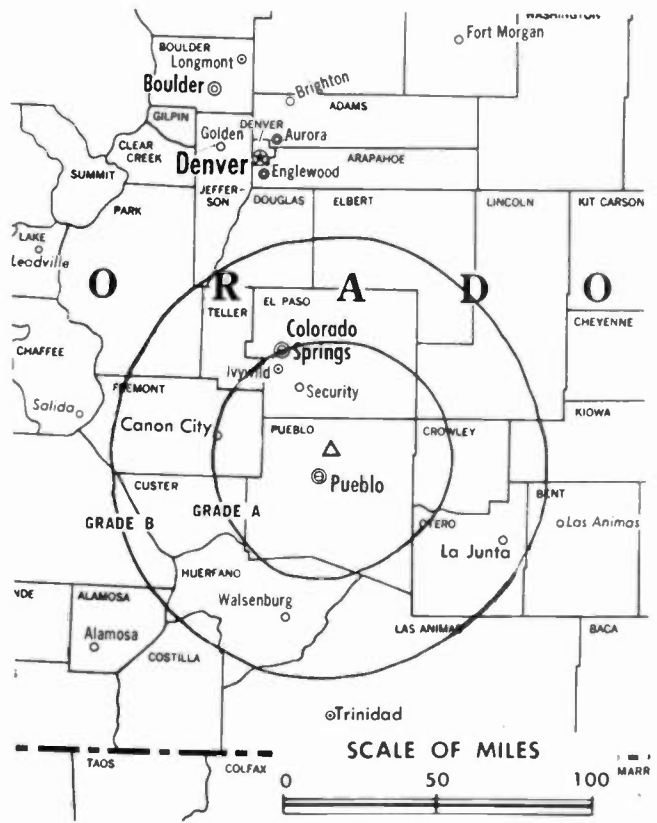 WASHINGTON
Fort Morgan
BOULDER
Longmont
Boulder
Brighton
ADAMS
GILPIN
DENVER
Golden
Aurora
CLEAR
CREEK
Denver
ARAPAHOE
Englewood
SUMMIT
JEFFER-
SON
DOUGLAS
ELBERT
LINCOLN
KIT CARSON
PARK
LAKE
Leadville
O R A D O
TELLER
EL PASO
CHEYENNE
Colorado
Springs
CHAFFEE
Ivywild
FREMONT
Security
Salida
KIOWA
Canon City
PUEBLO
CROWLEY
CUSTER
Pueblo
BENT
GRADE B
GRADE A
OTERO
Las Animas
La Junta
HUERFANO
NDE
ALAMOSA
Walsenburg
Alamosa
LAS ANIMAS
BACA
COSTILLA
Trinidad
SCALE OF MILES
TAOS
COLFAX
MARR
0 50 100